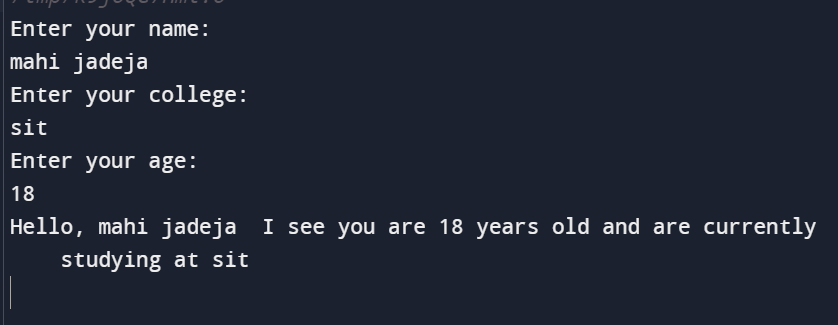 Enter your name:
mahi jadeja
Enter your college:
sit
Enter your age:
18
Hello, mahi jadeja  I see you are 18 years old and are currently
    studying at sit